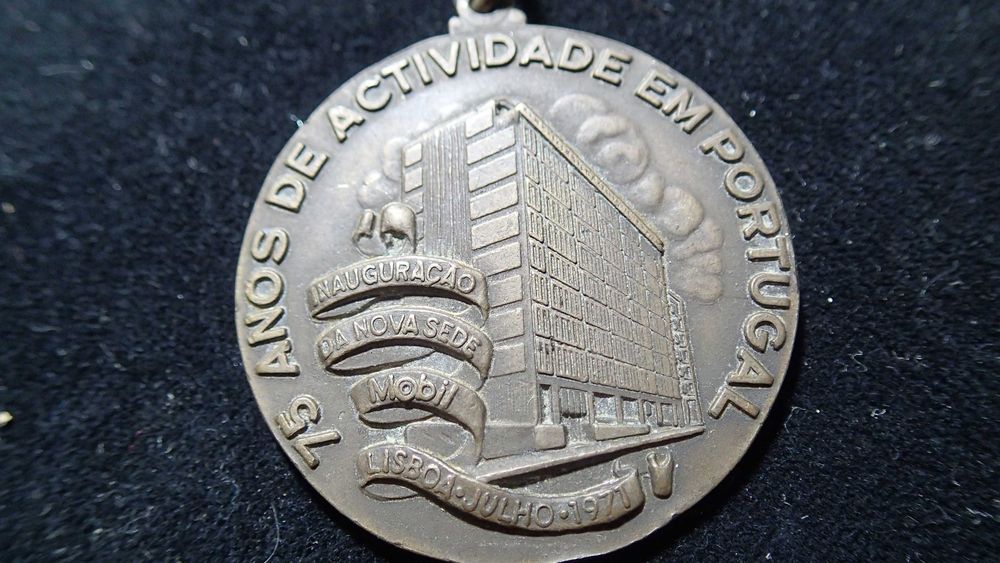 75 ANOS DE ACTIVIDADE EM PORTUGAL
INAUGURAÇÃO
DA NOVA SEDE
Mobil
LISBOA · JULHO · 1971